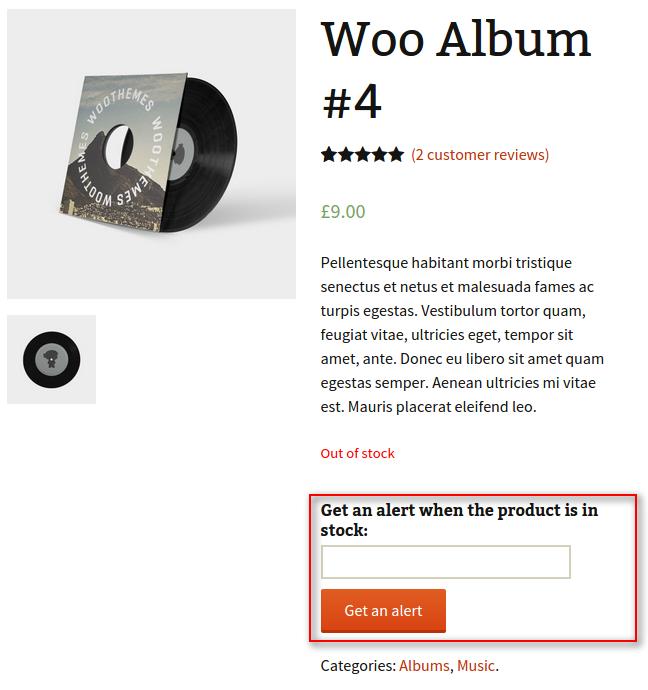 WOOTHEMES WOOTHEMES WOOTHEMES
Woo Album
#4
(2 customer reviews)
£9.00
Pellentesque habitant morbi tristique
senectus et netus et malesuada fames ac
turpis egestas. Vestibulum tortor quam,
feugiat vitae, ultricies eget, tempor sit
amet, ante. Donec eu libero sit amet quam
egestas semper. Aenean ultricies mi vitae
est. Mauris placerat eleifend leo.
Out of stock
Get an alert when the product is in
stock:
Get an alert
Categories: Albums, Music.